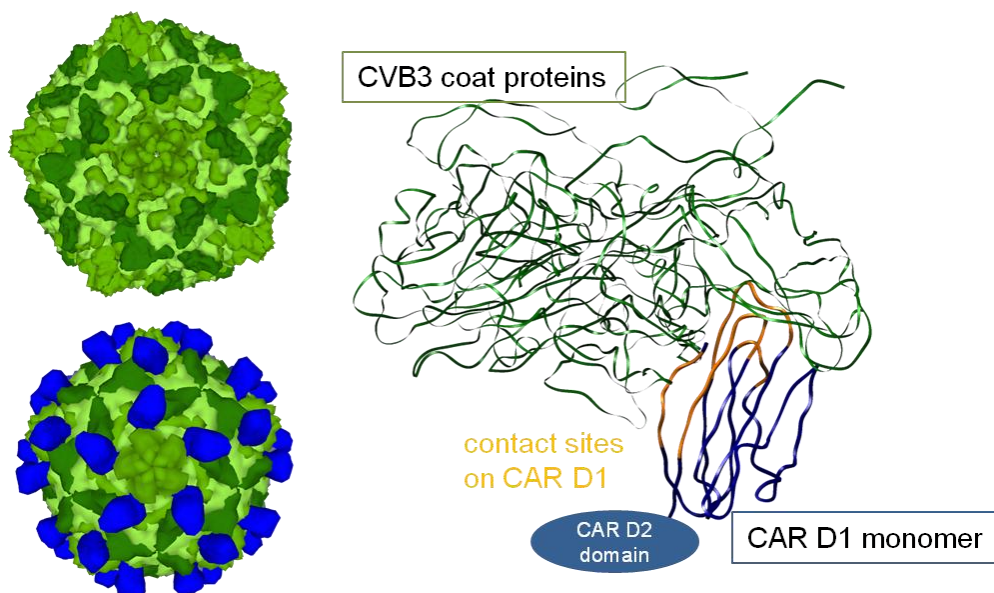 CVB3 coat proteins
contact sites
on CAR D1
CAR D2
domain
CAR D1 monomer